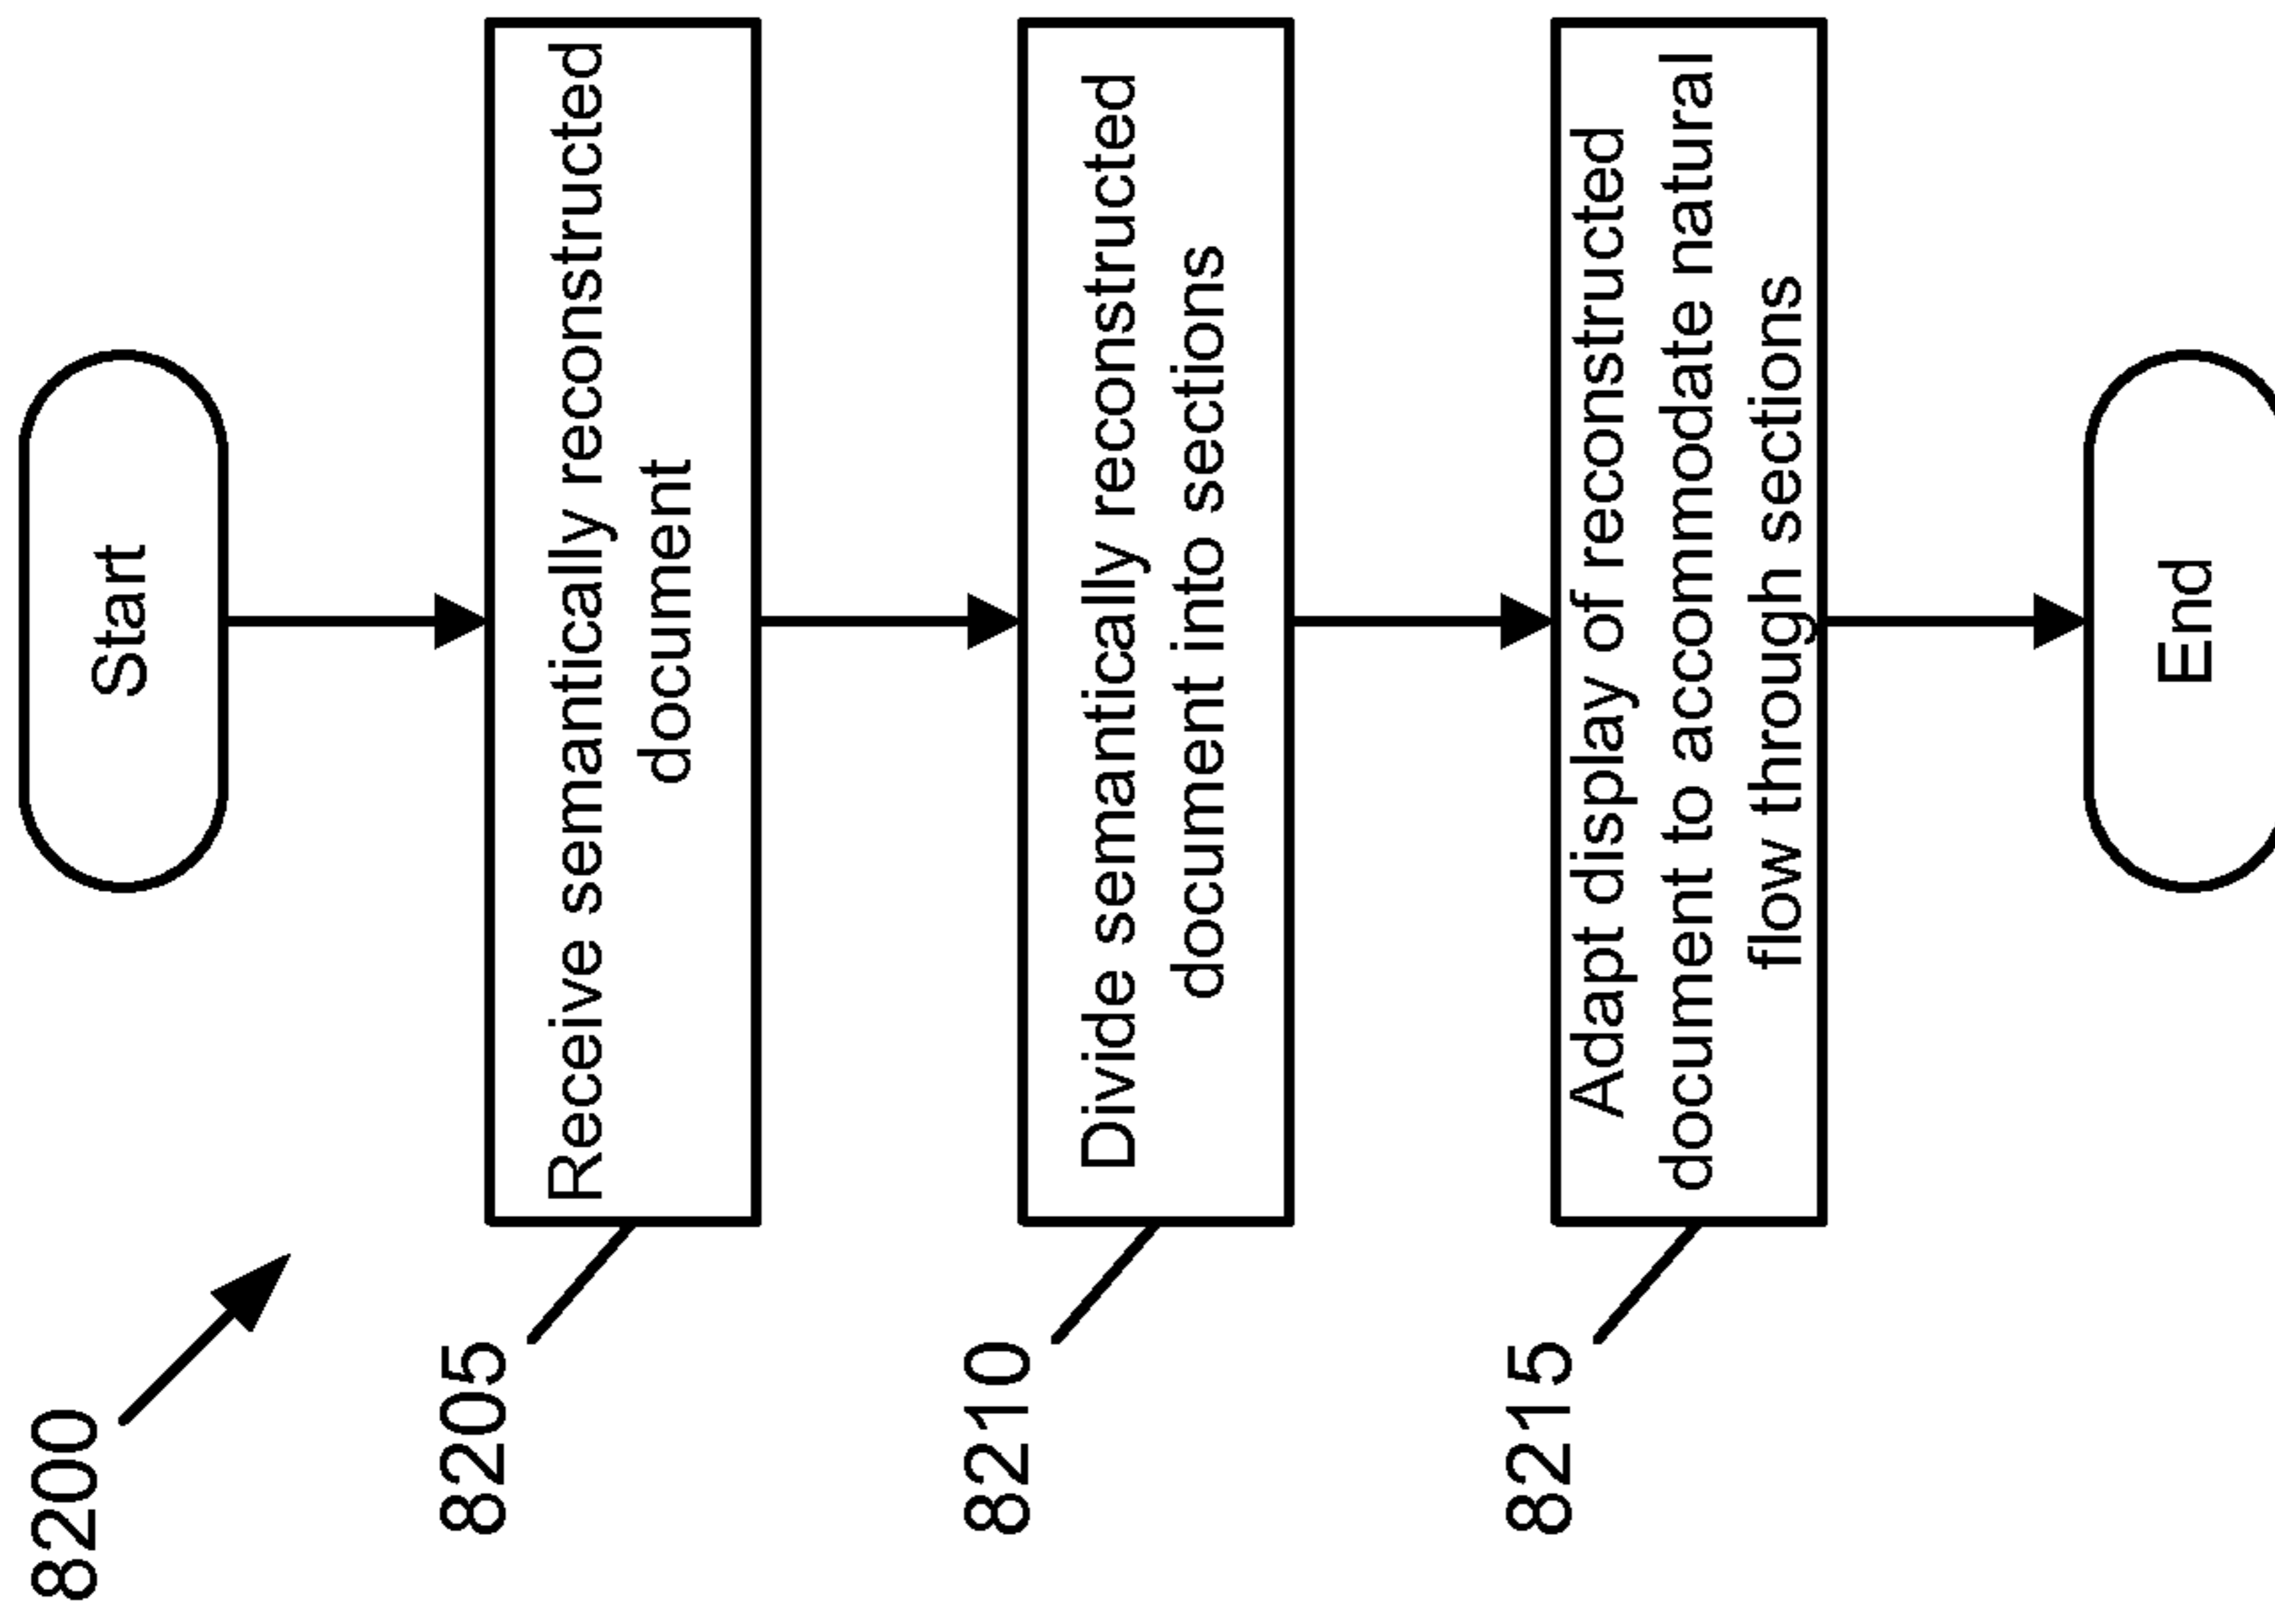 8200
Start
8205
Receive semantically reconstructed
document
8210
Divide semantically reconstructed
document into sections
8215
Adapt display of reconstructed
document to accommodate natural
flow through sections
End